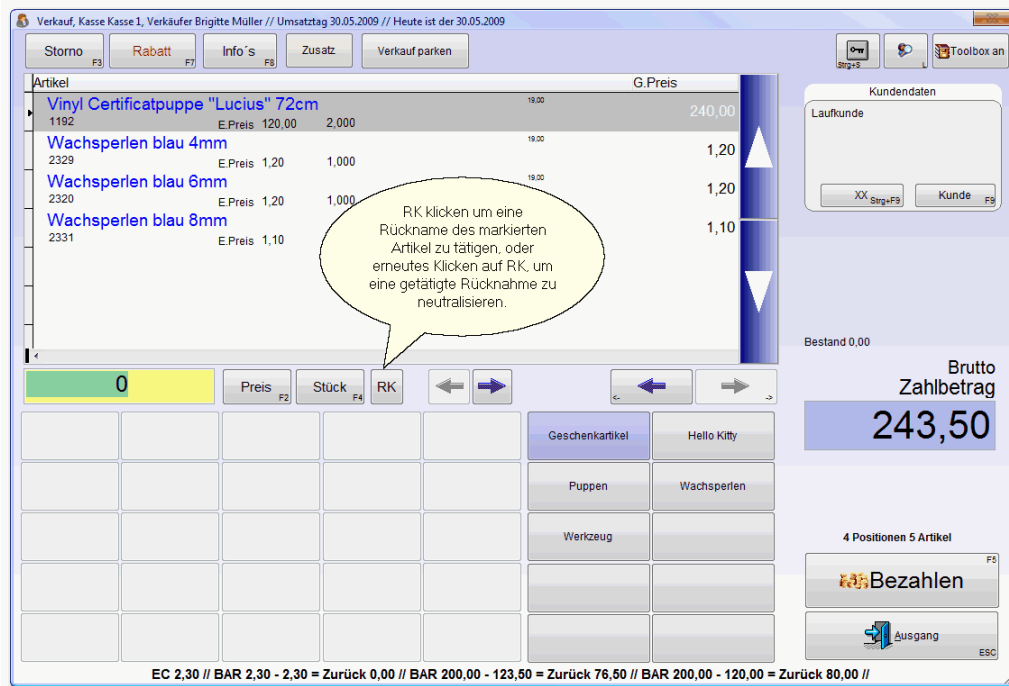 Verkauf, Kasse Kasse 1, Verkäufer Brigitte Müller // Umsatztag 30.05.2009 // Heute ist der 30.05.2009
Storno F3
Rabatt F7
Info´s F8
Zusatz
Verkauf parken
Strg+S
L
Toolbox an
Artikel G.Preis
Vinyl Certificatpuppe "Lucius" 72cm 19,00 240,00
1192 E.Preis 120,00 2,000
Wachsperlen blau 4mm 19,00 1,20
2329 E.Preis 1,20 1,000
Wachsperlen blau 6mm 19,00 1,20
2320 E.Preis 1,20 1,000
Wachsperlen blau 8mm 1,10
2331 E.Preis 1,10
RK klicken um eine
Rückname des markierten
Artikel zu tätigen, oder
erneutes Klicken auf RK, um
eine getätigte Rücknahme zu
neutralisieren.
Kundendaten
Laufkunde
XX Strg+F9
Kunde F9
Bestand 0,00
Brutto
Zahlbetrag
243,50
0
Preis F2
Stück F4
RK
<-
->
Geschenkartikel
Hello Kitty
Puppen
Wachsperlen
Werkzeug
4 Positionen 5 Artikel
F5
Bezahlen
Ausgang
ESC
EC 2,30 // BAR 2,30 - 2,30 = Zurück 0,00 // BAR 200,00 - 123,50 = Zurück 76,50 // BAR 200,00 - 120,00 = Zurück 80,00 //